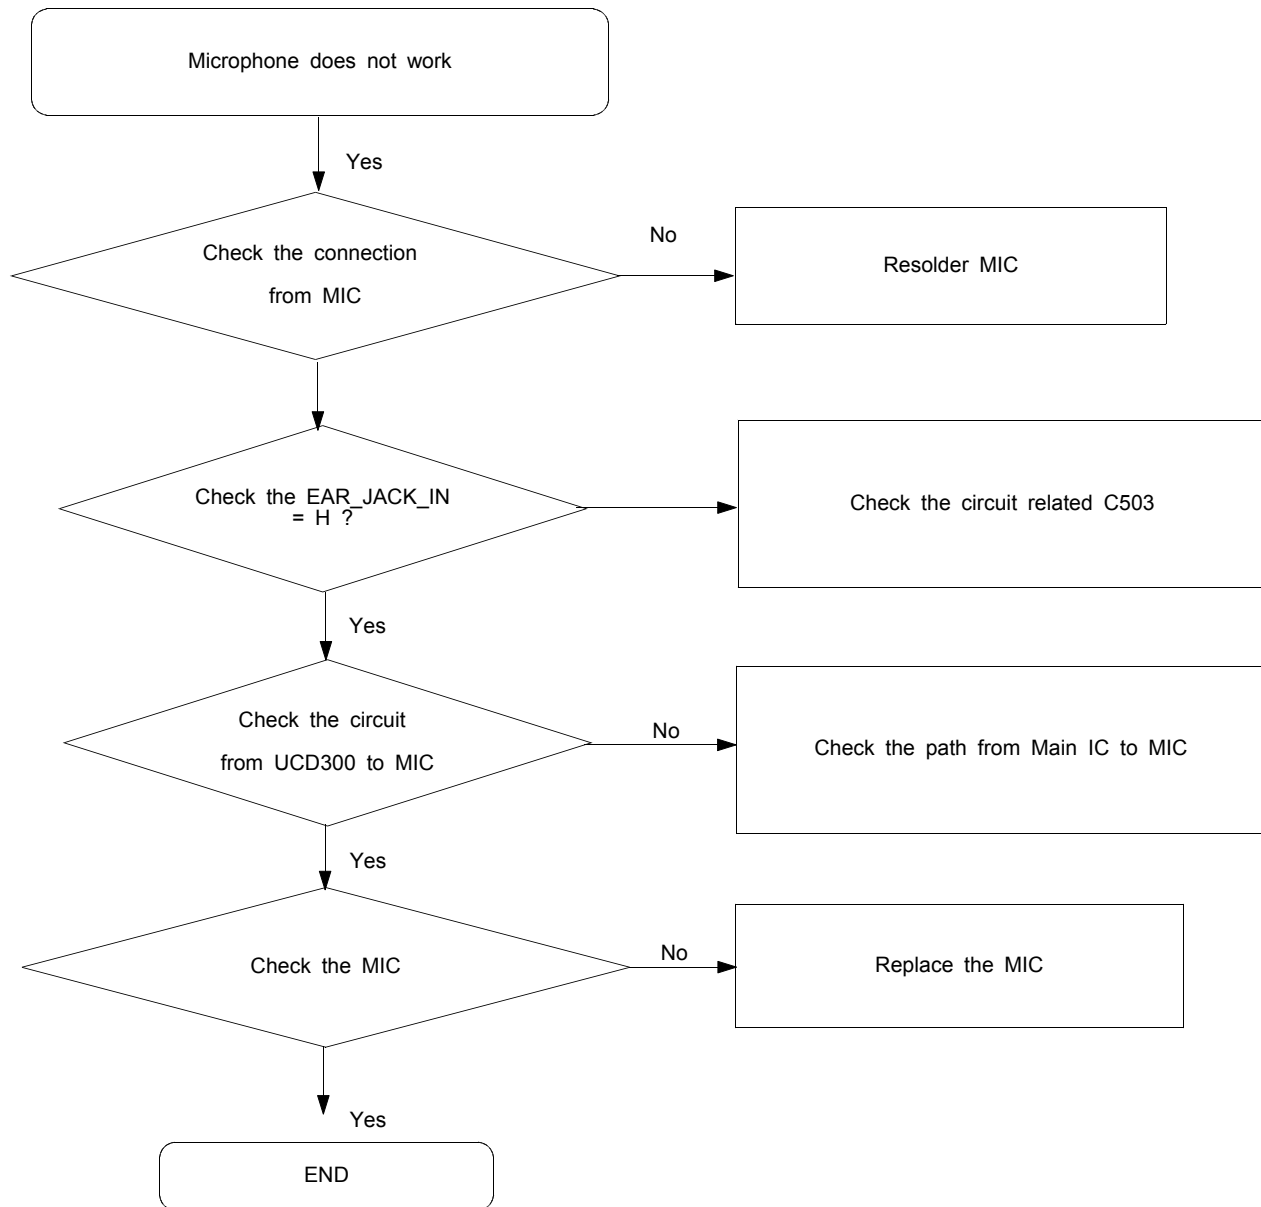 Microphone does not work
Yes
Check the connection
from MIC
No
Resolder MIC
Check the EAR_JACK_IN
= H ?
Check the circuit related C503
Yes
Check the circuit
from UCD300 to MIC
No
Check the path from Main IC to MIC
Yes
Check the MIC
No
Replace the MIC
Yes
END